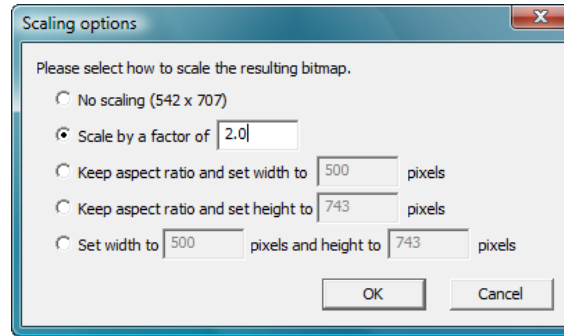 Scaling options
Please select how to scale the resulting bitmap.
No scaling (542 x 707)
Scale by a factor of 2.0
Keep aspect ratio and set width to 500 pixels
Keep aspect ratio and set height to 743 pixels
Set width to 500 pixels and height to 743 pixels
OK Cancel